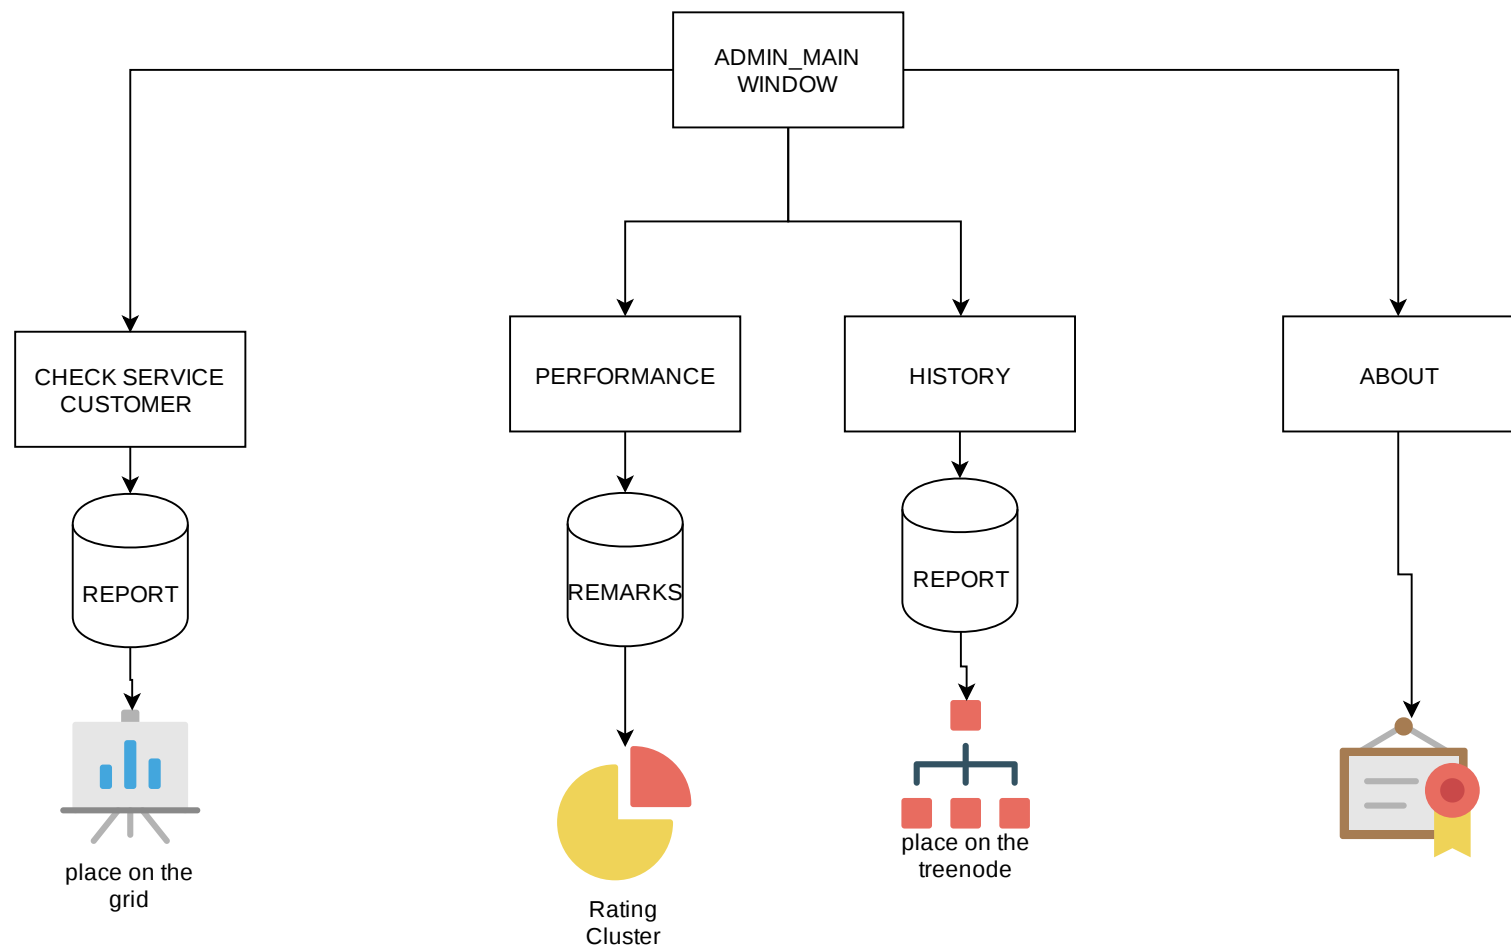 ADMIN_MAIN
WINDOW
CHECK SERVICE
CUSTOMER
PERFORMANCE
HISTORY
ABOUT
REPORT
REMARKS
REPORT
place on the
grid
Rating
Cluster
place on the
treenode